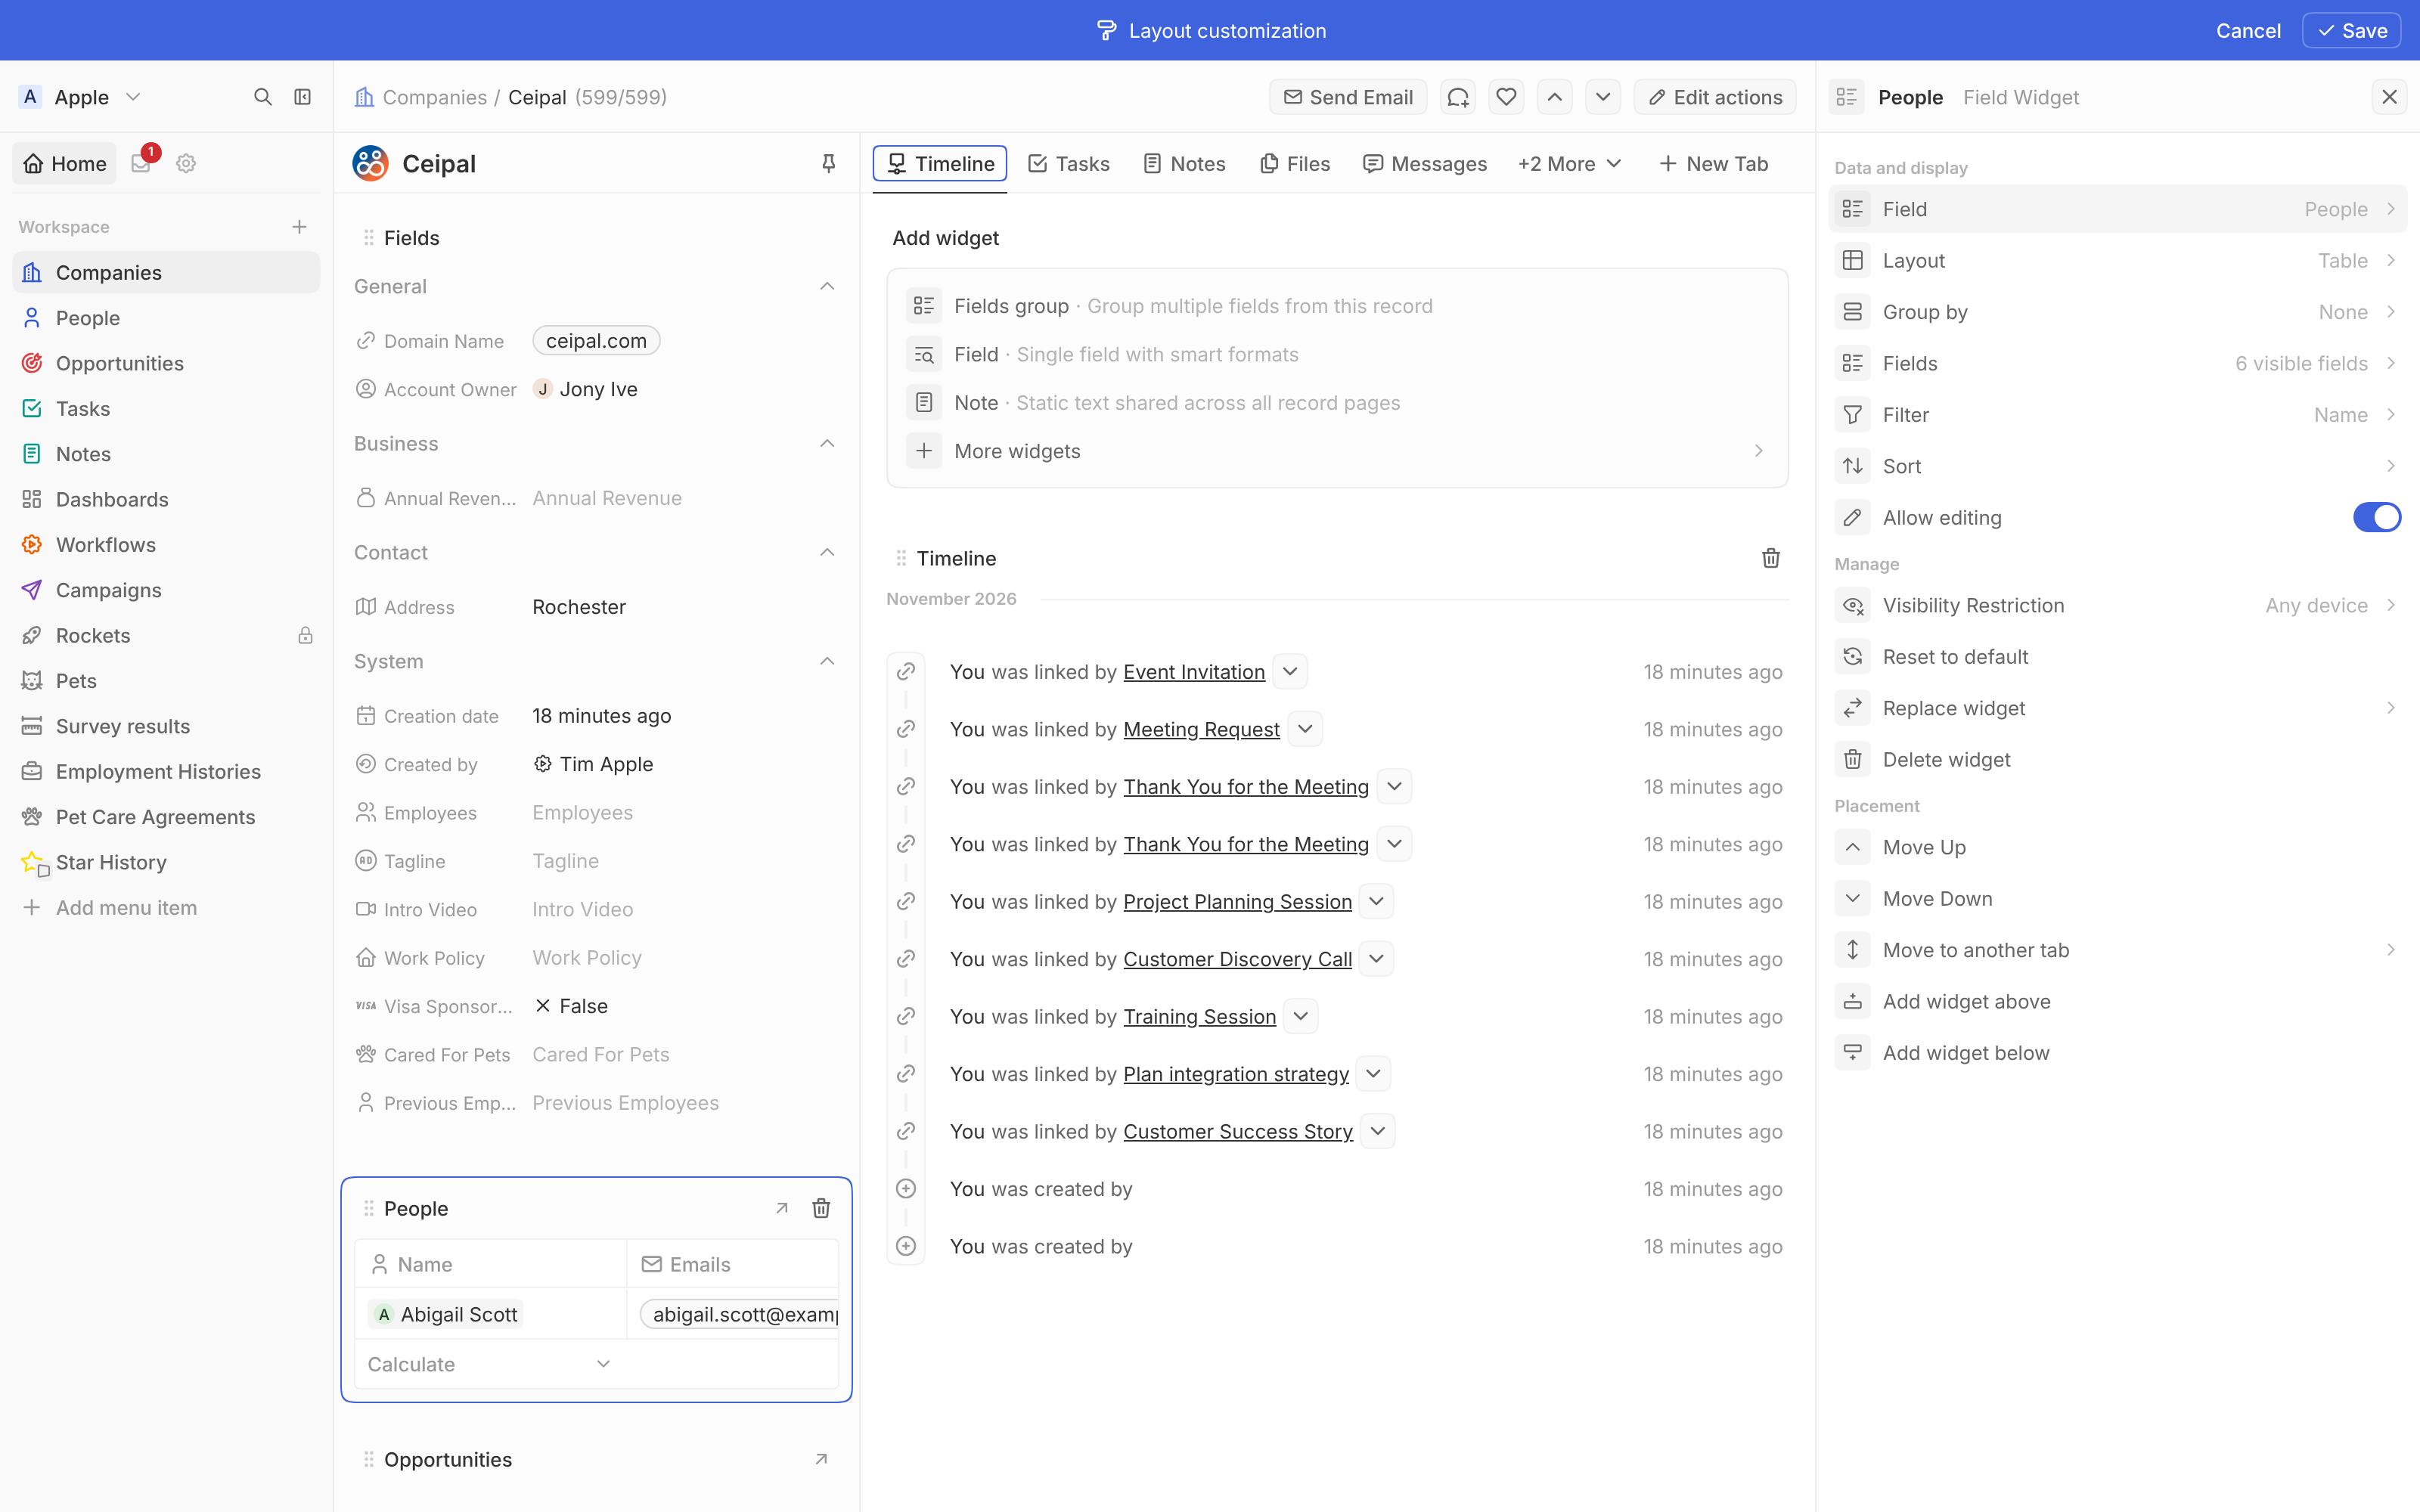 Layout customization
Cancel
Save
A Apple
Companies / Ceipal (599/599)
Send Email
Edit actions
People Field Widget
Home
1
Workspace
Companies
People
Opportunities
Tasks
Notes
Dashboards
Workflows
Campaigns
Rockets
Pets
Survey results
Employment Histories
Pet Care Agreements
Star History
Add menu item
Ceipal
Fields
General
Domain Name ceipal.com
Account Owner J Jony Ive
Business
Annual Reven... Annual Revenue
Contact
Address Rochester
System
Creation date 18 minutes ago
Created by Tim Apple
Employees Employees
Tagline Tagline
Intro Video Intro Video
Work Policy Work Policy
VISA Visa Sponsor... False
Cared For Pets Cared For Pets
Previous Emp... Previous Employees
People
Name Emails
A Abigail Scott abigail.scott@examp
Calculate
Opportunities
Timeline Tasks Notes Files Messages +2 More New Tab
Add widget
Fields group · Group multiple fields from this record
Field · Single field with smart formats
Note · Static text shared across all record pages
More widgets
Timeline
November 2026
You was linked by Event Invitation 18 minutes ago
You was linked by Meeting Request 18 minutes ago
You was linked by Thank You for the Meeting 18 minutes ago
You was linked by Thank You for the Meeting 18 minutes ago
You was linked by Project Planning Session 18 minutes ago
You was linked by Customer Discovery Call 18 minutes ago
You was linked by Training Session 18 minutes ago
You was linked by Plan integration strategy 18 minutes ago
You was linked by Customer Success Story 18 minutes ago
You was created by 18 minutes ago
You was created by 18 minutes ago
Data and display
Field People
Layout Table
Group by None
Fields 6 visible fields
Filter Name
Sort
Allow editing
Manage
Visibility Restriction Any device
Reset to default
Replace widget
Delete widget
Placement
Move Up
Move Down
Move to another tab
Add widget above
Add widget below